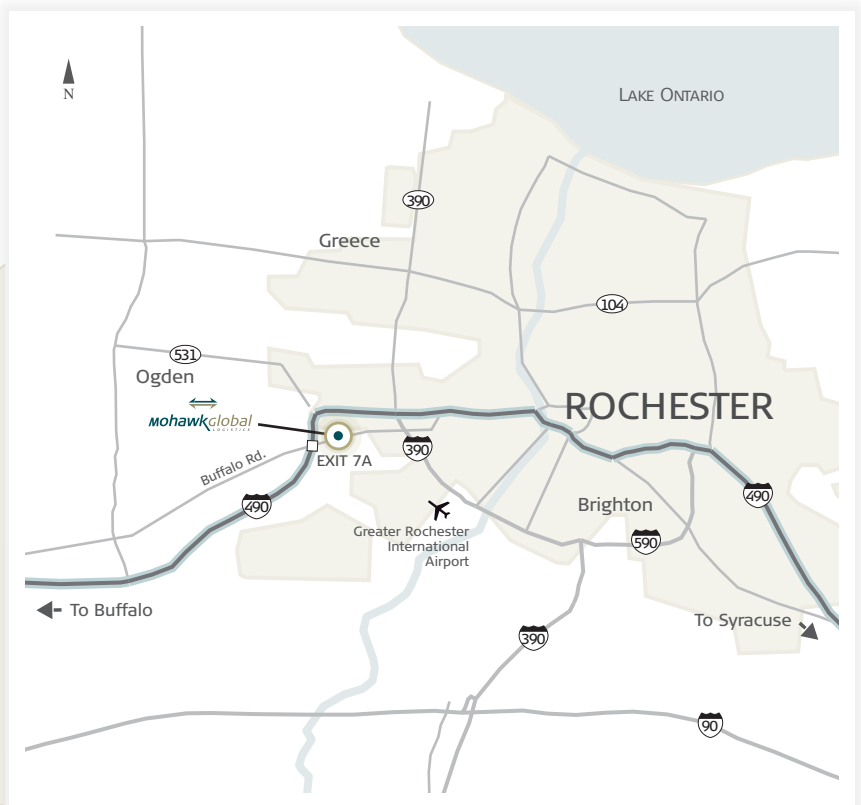 N
LAKE ONTARIO
390
Greece
104
531
Ogden
ROCHESTER
Mohawkglobal
LOGISTICS
EXIT 7A
390
Buffalo Rd.
490
490
Brighton
Greater Rochester
International
Airport
590
To Buffalo
To Syracuse
390
90